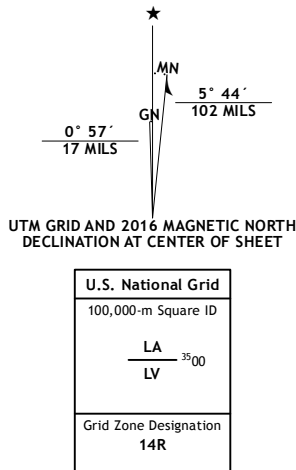 ★
MN
GN
5° 44´
102 MILS
0° 57´
17 MILS
UTM GRID AND 2016 MAGNETIC NORTH
DECLINATION AT CENTER OF SHEET
U.S. National Grid
100,000-m Square ID
LA
3500
LV
Grid Zone Designation
14R